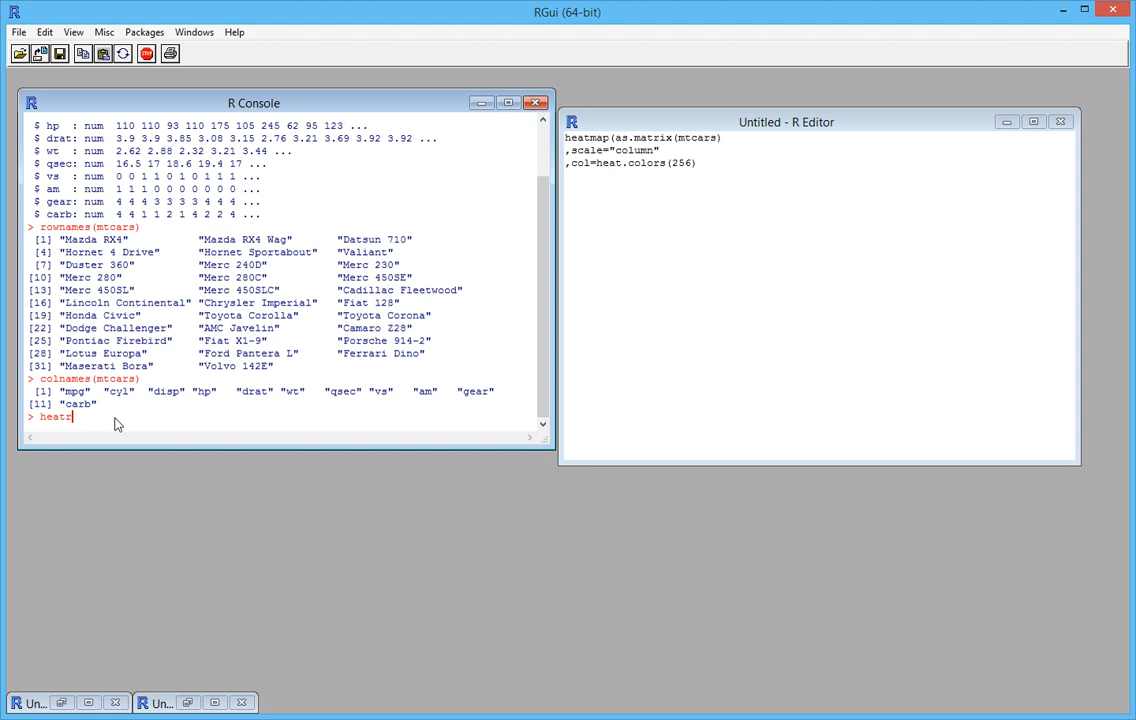 RGui (64-bit)
File Edit View Misc Packages Windows Help
STOP
R Console
$ hp  : num  110 110 93 110 175 105 245 62 95 123 ...
$ drat: num  3.9 3.9 3.85 3.08 3.15 2.76 3.21 3.69 3.92 3.92 ...
$ wt  : num  2.62 2.88 2.32 3.21 3.44 ...
$ qsec: num  16.5 17 18.6 19.4 17 ...
$ vs  : num  0 0 1 1 0 1 0 1 1 1 ...
$ am  : num  1 1 1 0 0 0 0 0 0 0 ...
$ gear: num  4 4 4 3 3 3 3 4 4 4 ...
$ carb: num  4 4 1 1 2 1 4 2 2 4 ...
> rownames(mtcars)
[1] "Mazda RX4" "Mazda RX4 Wag" "Datsun 710"
[4] "Hornet 4 Drive" "Hornet Sportabout" "Valiant"
[7] "Duster 360" "Merc 240D" "Merc 230"
[10] "Merc 280" "Merc 280C" "Merc 450SE"
[13] "Merc 450SL" "Merc 450SLC" "Cadillac Fleetwood"
[16] "Lincoln Continental" "Chrysler Imperial" "Fiat 128"
[19] "Honda Civic" "Toyota Corolla" "Toyota Corona"
[22] "Dodge Challenger" "AMC Javelin" "Camaro Z28"
[25] "Pontiac Firebird" "Fiat X1-9" "Porsche 914-2"
[28] "Lotus Europa" "Ford Pantera L" "Ferrari Dino"
[31] "Maserati Bora" "Volvo 142E"
> colnames(mtcars)
[1] "mpg" "cyl" "disp" "hp" "drat" "wt" "qsec" "vs" "am" "gear"
[11] "carb"
> heatr
Untitled - R Editor
heatmap(as.matrix(mtcars)
,scale="column"
,col=heat.colors(256)
Un... Un...